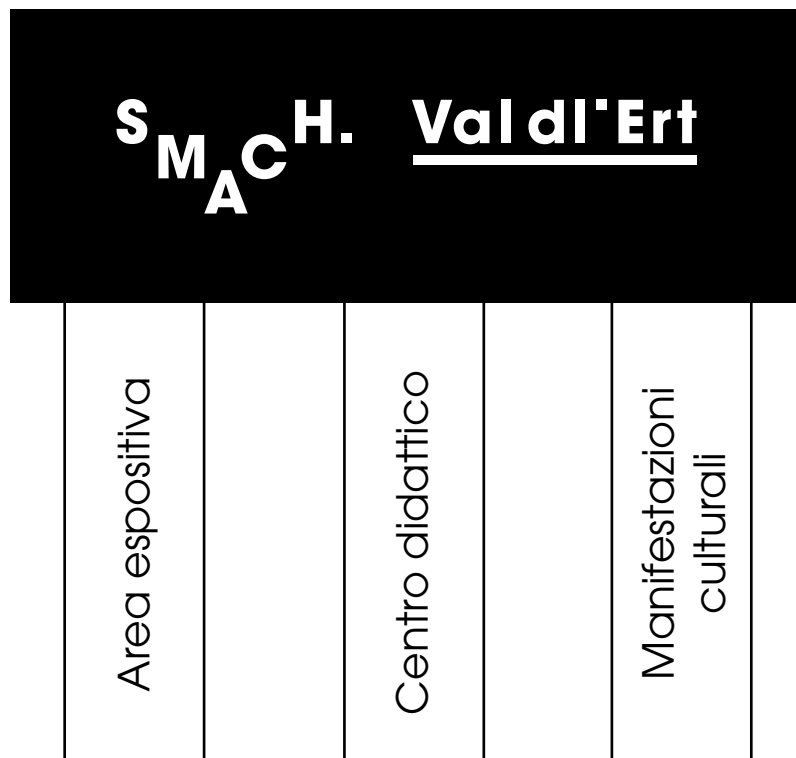 SMACH. Val dl'Ert
Area espositiva
Centro didattico
Manifestazioni
culturali